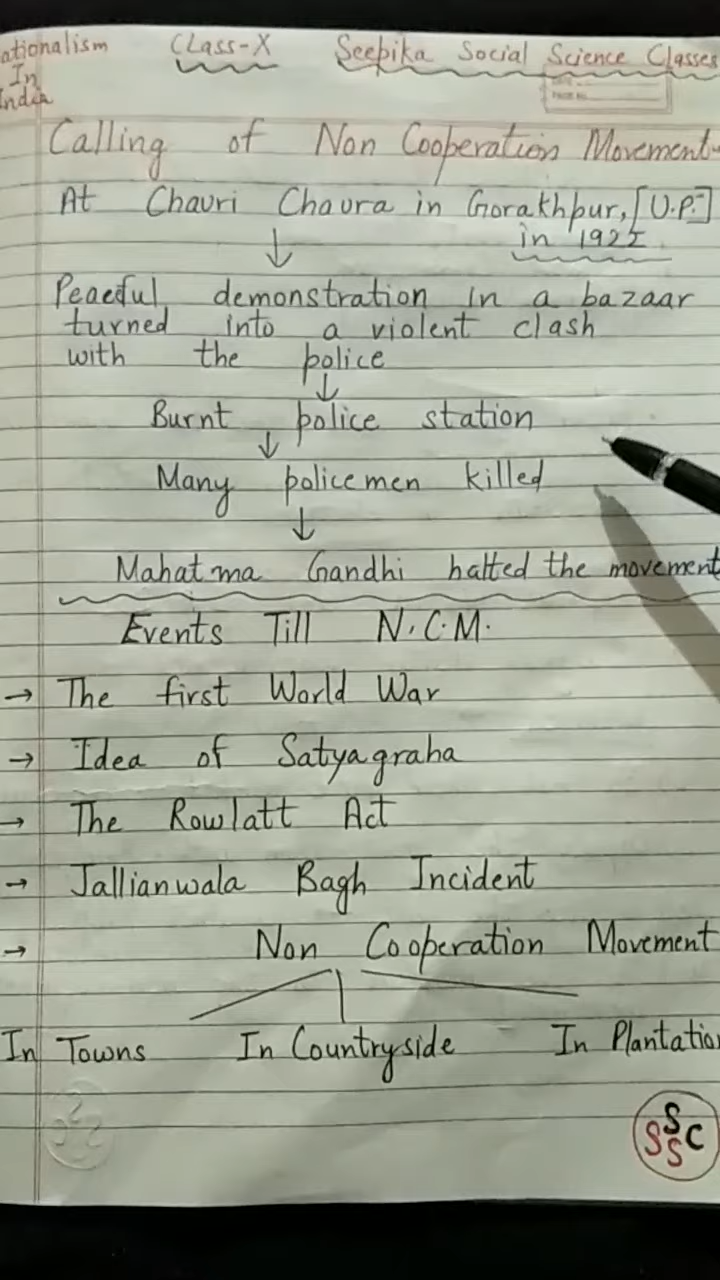 ationalism Class-X Seepika Social Science Classes
In
India
Calling of Non Cooperation Movement-
At Chauri Chaura in Gorakhpur, [U.P.]
in 1922
Peaceful demonstration in a bazaar
turned into a violent clash
with the police
Burnt police station
Many policemen killed
Mahatma Gandhi halted the movement
Events Till N.C.M.
→ The first World War
→ Idea of Satyagraha
→ The Rowlatt Act
→ Jallianwala Bagh Incident
→ Non Cooperation Movement
In Towns In Countryside In Plantatio
S
S C
S